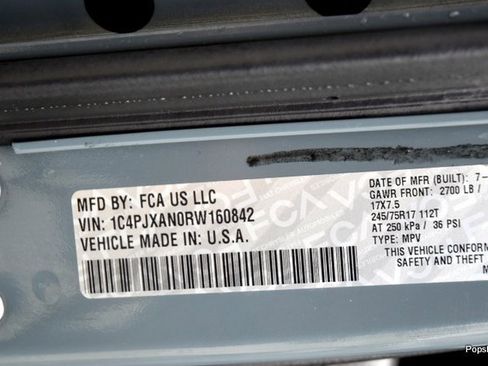 MFD BY: FCA US LLC
VIN: 1C4PJXAN0RW160842
VEHICLE MADE IN: U.S.A.
DATE OF MFR (BUILT): 7-
GAWR FRONT: 2700 LB /
17X7.5
245/75R17 112T
AT 250 kPa / 36 PSI
TYPE: MPV
THIS VEHICLE CONFORM
SAFETY AND THEFT